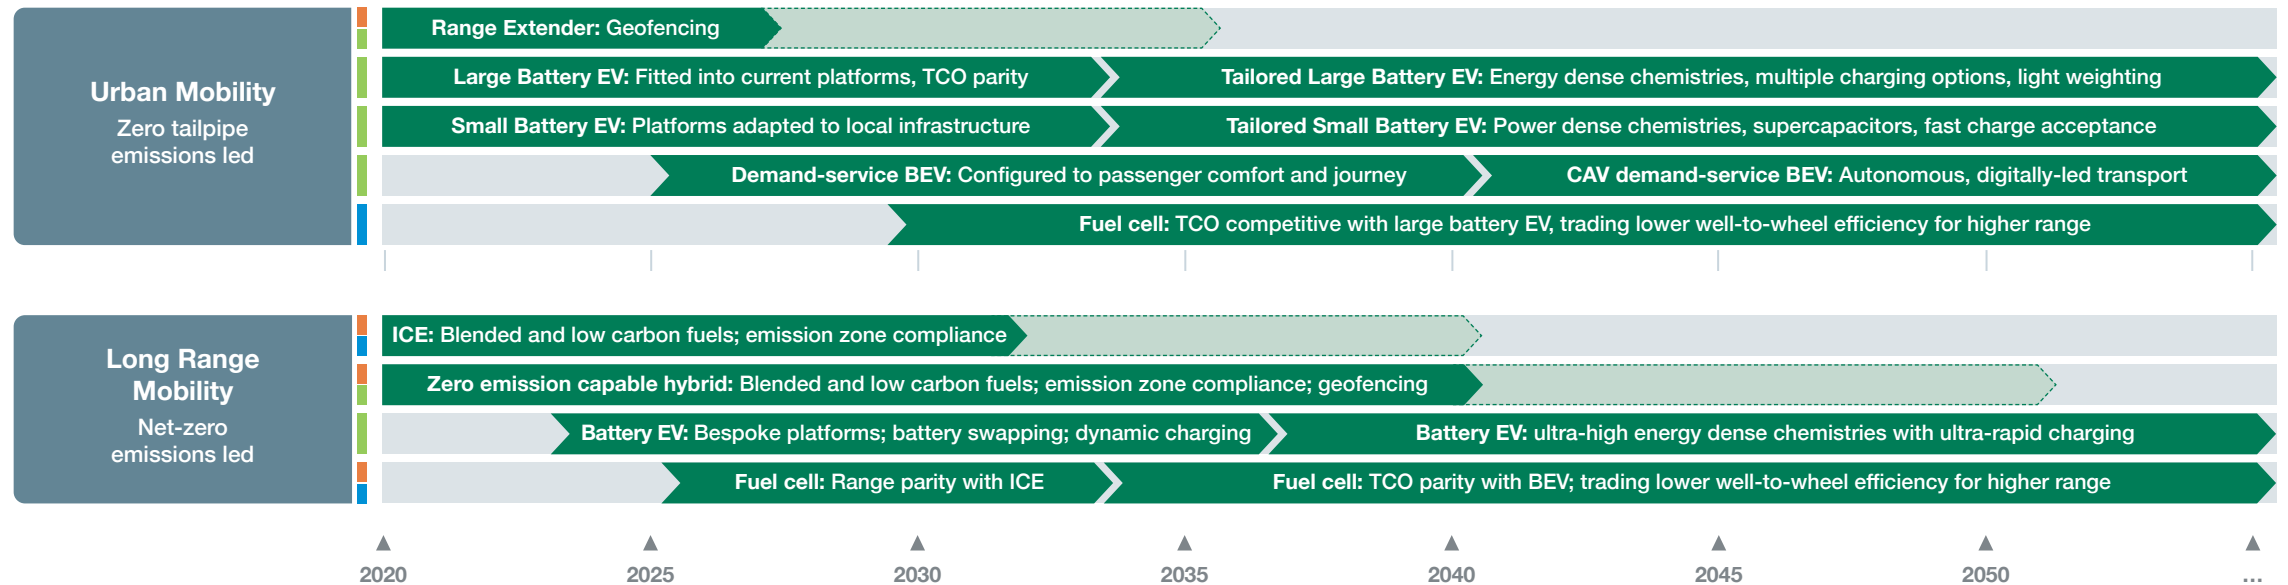 Urban Mobility
Zero tailpipe
emissions led
Range Extender: Geofencing
Large Battery EV: Fitted into current platforms, TCO parity
Tailored Large Battery EV: Energy dense chemistries, multiple charging options, light weighting
Small Battery EV: Platforms adapted to local infrastructure
Tailored Small Battery EV: Power dense chemistries, supercapacitors, fast charge acceptance
Demand-service BEV: Configured to passenger comfort and journey
CAV demand-service BEV: Autonomous, digitally-led transport
Fuel cell: TCO competitive with large battery EV, trading lower well-to-wheel efficiency for higher range
Long Range
Mobility
Net-zero
emissions led
ICE: Blended and low carbon fuels; emission zone compliance
Zero emission capable hybrid: Blended and low carbon fuels; emission zone compliance; geofencing
Battery EV: Bespoke platforms; battery swapping; dynamic charging
Battery EV: ultra-high energy dense chemistries with ultra-rapid charging
Fuel cell: Range parity with ICE
Fuel cell: TCO parity with BEV; trading lower well-to-wheel efficiency for higher range
2020
2025
2030
2035
2040
2045
2050
...